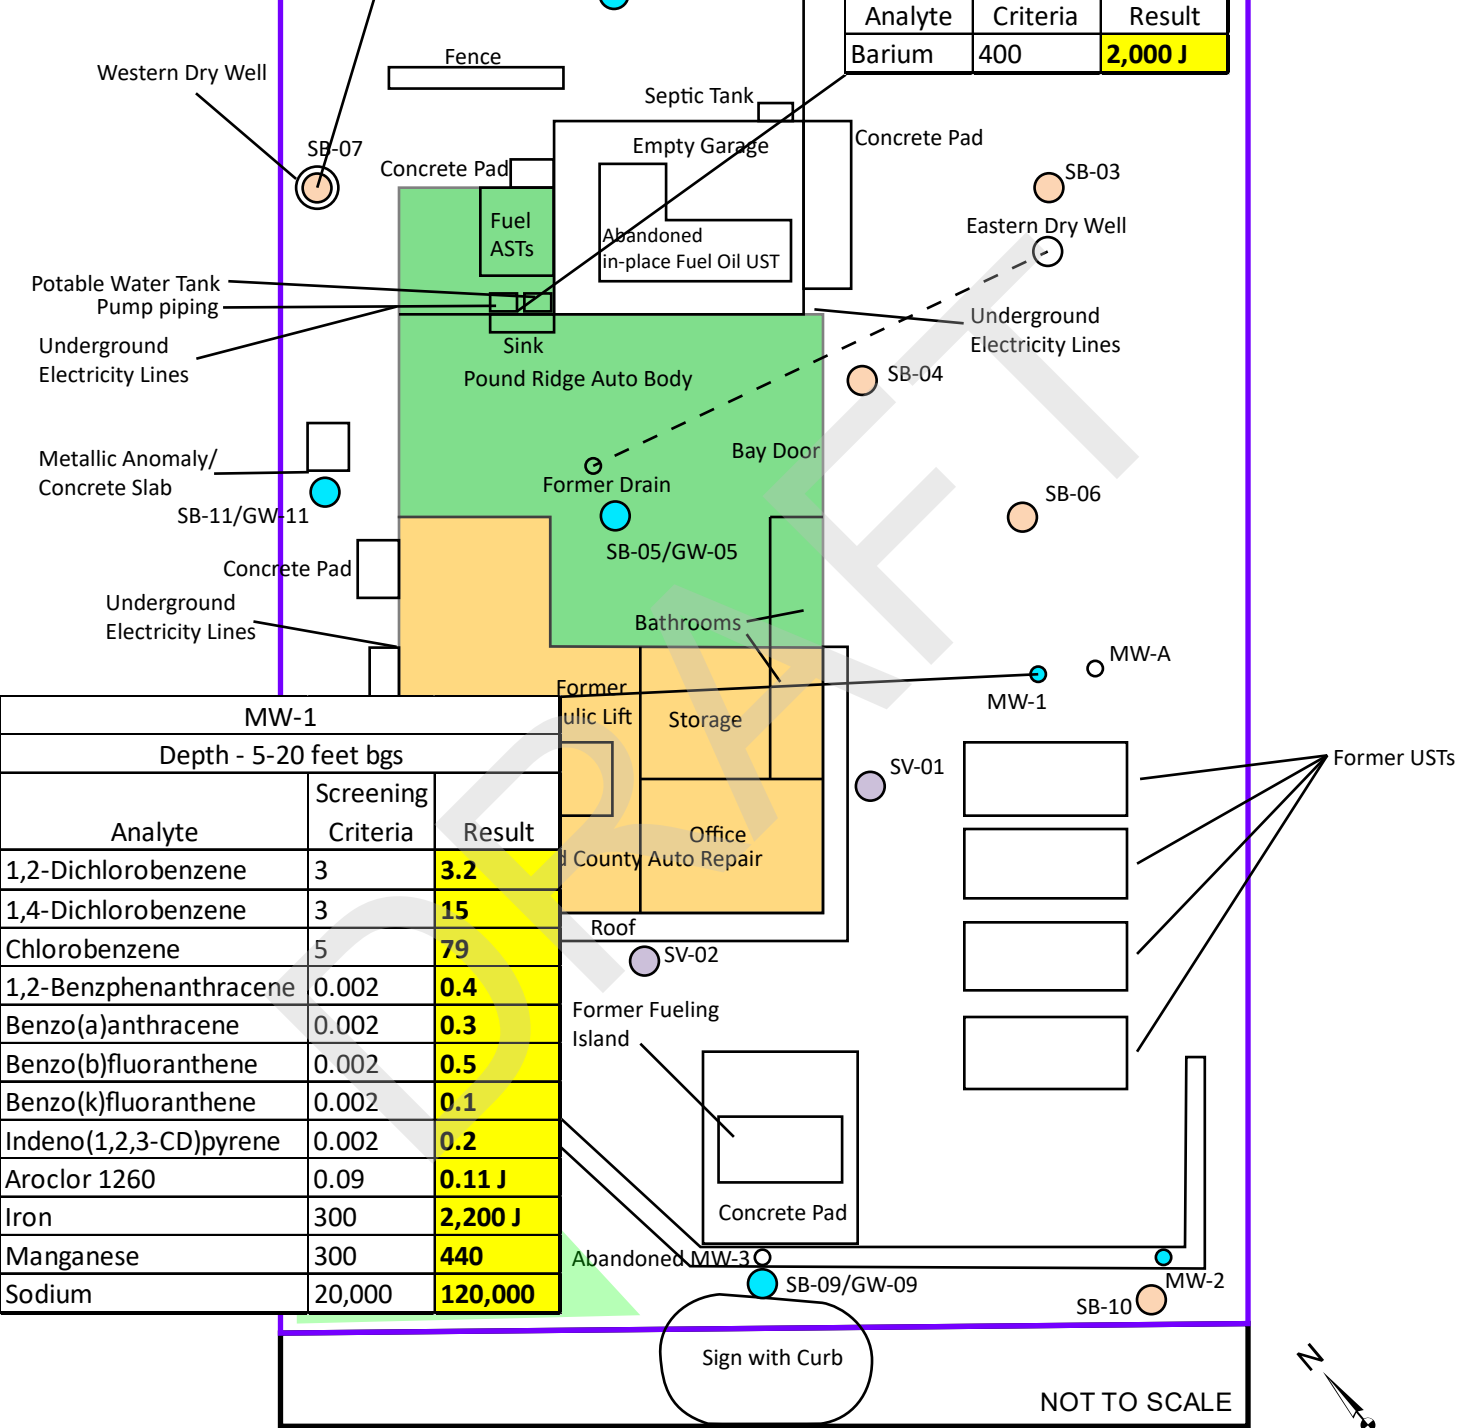 Analyte Criteria Result
Barium 400 2,000 J
Fence
Western Dry Well
Septic Tank
SB-07
Empty Garage
Concrete Pad
Concrete Pad
SB-03
Fuel
ASTs
Abandoned
in-place Fuel Oil UST
Eastern Dry Well
Potable Water Tank
Pump piping
Underground
Electricity Lines
Underground
Electricity Lines
Sink
Pound Ridge Auto Body
SB-04
Bay Door
Metallic Anomaly/
Concrete Slab
Former Drain
SB-11/GW-11
SB-06
SB-05/GW-05
Concrete Pad
Underground
Electricity Lines
Bathrooms
MW-A
MW-1
Former
ulic Lift
Storage
Former USTs
SV-01
Office
d County Auto Repair
Roof
SV-02
Former Fueling
Island
Concrete Pad
Abandoned MW-3
SB-09/GW-09
MW-2
SB-10
Sign with Curb
NOT TO SCALE
N
MW-1
Depth - 5-20 feet bgs
Analyte Screening Criteria Result
1,2-Dichlorobenzene 3 3.2
1,4-Dichlorobenzene 3 15
Chlorobenzene 5 79
1,2-Benzphenanthracene 0.002 0.4
Benzo(a)anthracene 0.002 0.3
Benzo(b)fluoranthene 0.002 0.5
Benzo(k)fluoranthene 0.002 0.1
Indeno(1,2,3-CD)pyrene 0.002 0.2
Aroclor 1260 0.09 0.11 J
Iron 300 2,200 J
Manganese 300 440
Sodium 20,000 120,000
DRAFT